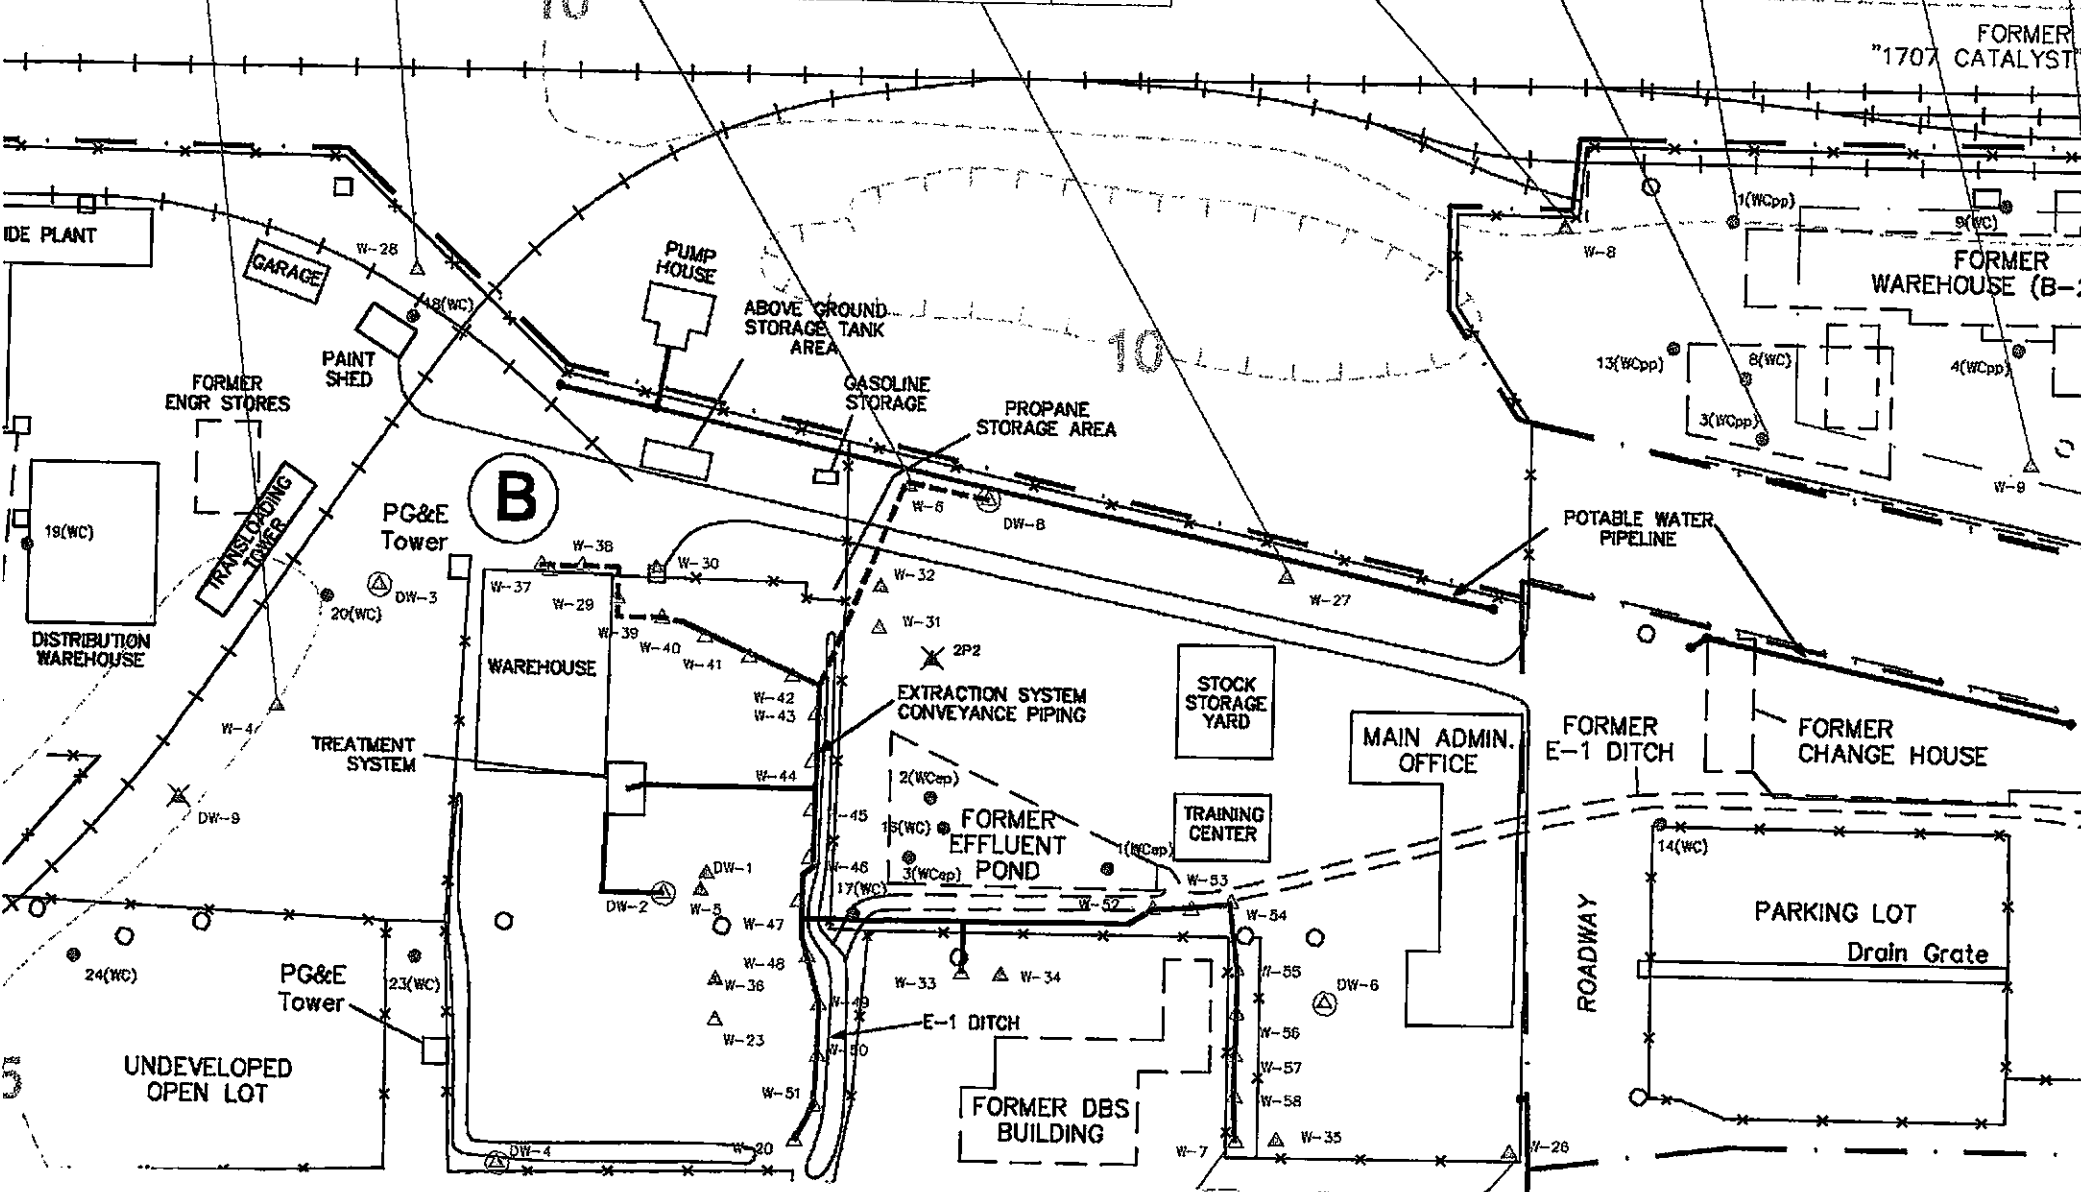 10
FORMER
"1707 CATALYST"
IDE PLANT
GARAGE
W-28
18(WC)
PAINT
SHED
PUMP
HOUSE
ABOVE GROUND
STORAGE TANK
AREA
GASOLINE
STORAGE
PROPANE
STORAGE AREA
10
W-8
1(WCpp)
9(WC)
FORMER
WAREHOUSE (B-2
13(WCpp)
8(WC)
4(WCpp)
3(WCpp)
W-9
FORMER
ENGR STORES
TRANSLOADING
TOWER
19(WC)
DISTRIBUTION
WAREHOUSE
PG&E
Tower
B
W-6
DW-8
POTABLE WATER
PIPELINE
20(WC)
DW-3
W-37
W-38
W-29
W-30
W-32
W-27
W-39
W-40
W-41
W-31
2P2
WAREHOUSE
W-42
W-43
EXTRACTION SYSTEM
CONVEYANCE PIPING
STOCK
STORAGE
YARD
W-4
TREATMENT
SYSTEM
W-44
MAIN ADMIN.
OFFICE
FORMER
E-1 DITCH
FORMER
CHANGE HOUSE
DW-9
-45
2(WCep)
15(WC)
FORMER
EFFLUENT
POND
3(WCep)
1(WCep)
TRAINING
CENTER
14(WC)
DW-1
DW-2
W-5
W-46
17(WC)
W-47
W-52
W-53
W-54
PARKING LOT
Drain Grate
ROADWAY
24(WC)
23(WC)
PG&E
Tower
W-48
W-36
W-49
W-33
W-34
W-55
DW-6
W-23
E-1 DITCH
W-50
W-56
W-57
5
UNDEVELOPED
OPEN LOT
W-51
FORMER DBS
BUILDING
W-58
DW-4
W-20
W-7
W-35
W-26